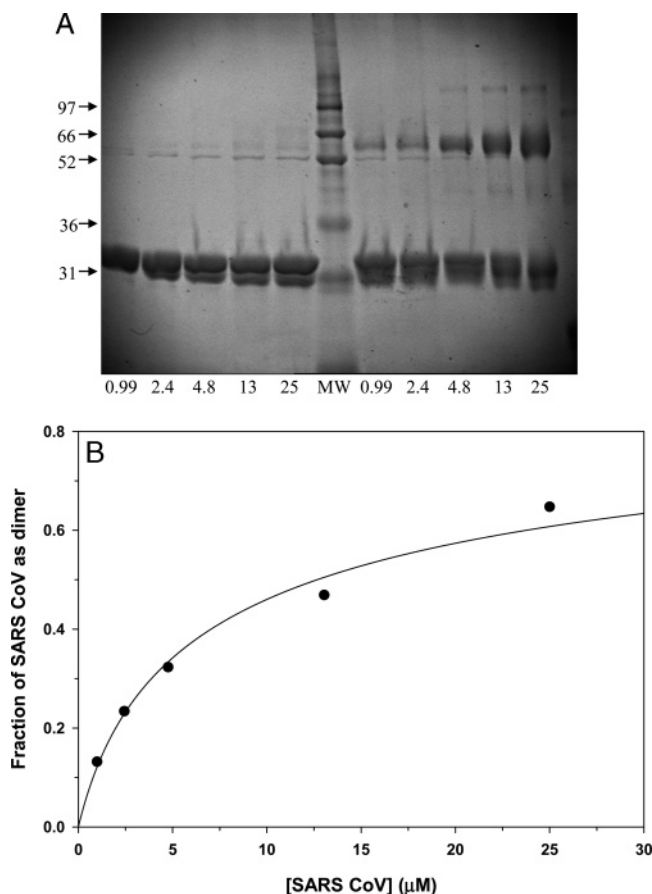 A
97
66
52
36
31
0.99 2.4 4.8 13 25 MW 0.99 2.4 4.8 13 25
B
0.8
0.6
0.4
0.2
0.0
Fraction of SARS CoV as dimer
0 5 10 15 20 25 30
[SARS CoV] (μM)